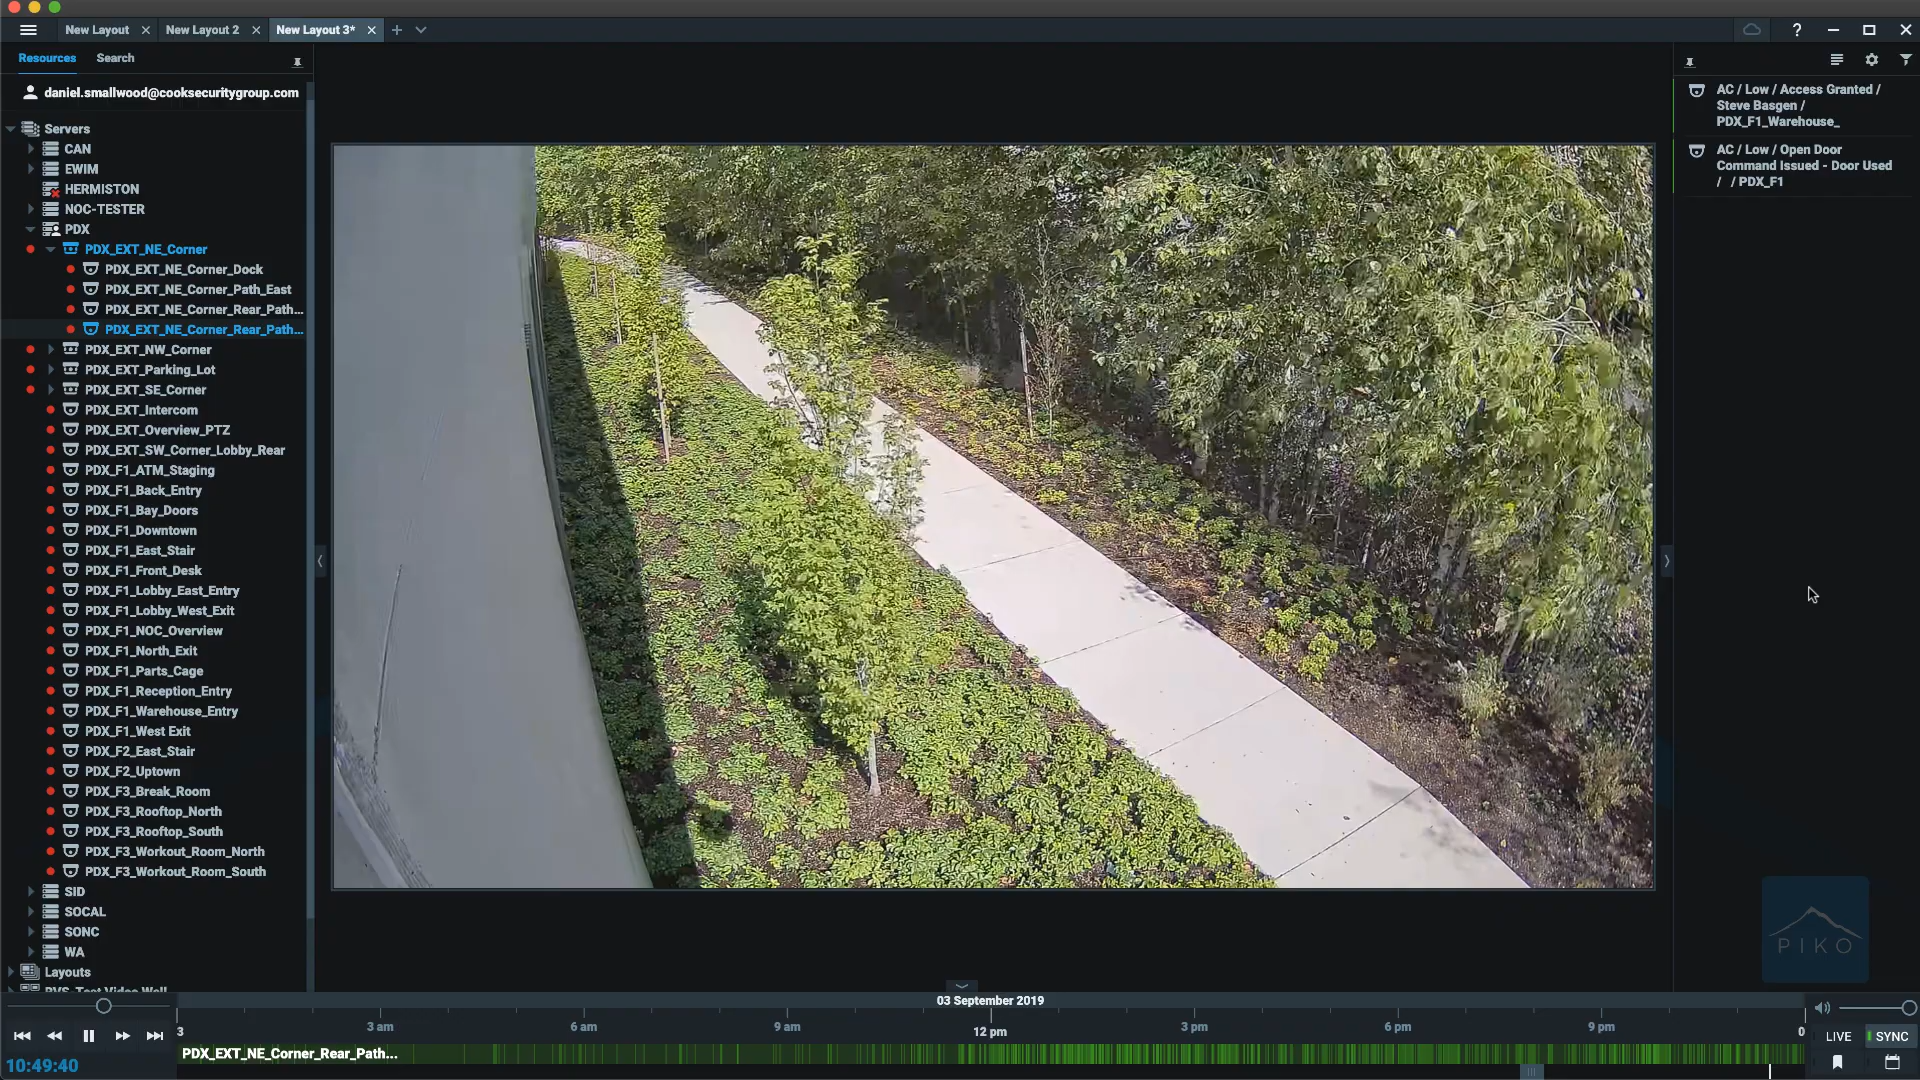 New Layout
New Layout 2
New Layout 3*
?
Resources
Search
daniel.smallwood@cooksecuritygroup.com
Servers
CAN
EWIM
HERMISTON
NOC-TESTER
PDX
PDX_EXT_NE_Corner
PDX_EXT_NE_Corner_Dock
PDX_EXT_NE_Corner_Path_East
PDX_EXT_NE_Corner_Rear_Path...
PDX_EXT_NE_Corner_Rear_Path...
PDX_EXT_NW_Corner
PDX_EXT_Parking_Lot
PDX_EXT_SE_Corner
PDX_EXT_Intercom
PDX_EXT_Overview_PTZ
PDX_EXT_SW_Corner_Lobby_Rear
PDX_F1_ATM_Staging
PDX_F1_Back_Entry
PDX_F1_Bay_Doors
PDX_F1_Downtown
PDX_F1_East_Stair
PDX_F1_Front_Desk
PDX_F1_Lobby_East_Entry
PDX_F1_Lobby_West_Exit
PDX_F1_NOC_Overview
PDX_F1_North_Exit
PDX_F1_Parts_Cage
PDX_F1_Reception_Entry
PDX_F1_Warehouse_Entry
PDX_F1_West Exit
PDX_F2_East_Stair
PDX_F2_Uptown
PDX_F3_Break_Room
PDX_F3_Rooftop_North
PDX_F3_Rooftop_South
PDX_F3_Workout_Room_North
PDX_F3_Workout_Room_South
SID
SOCAL
SONC
WA
Layouts
AC / Low / Access Granted /
Steve Basgen /
PDX_F1_Warehouse_
AC / Low / Open Door
Command Issued - Door Used
/ / PDX_F1
PIKO
03 September 2019
3
3 am
6 am
9 am
12 pm
3 pm
6 pm
9 pm
0
PDX_EXT_NE_Corner_Rear_Path...
10:49:40
LIVE
SYNC